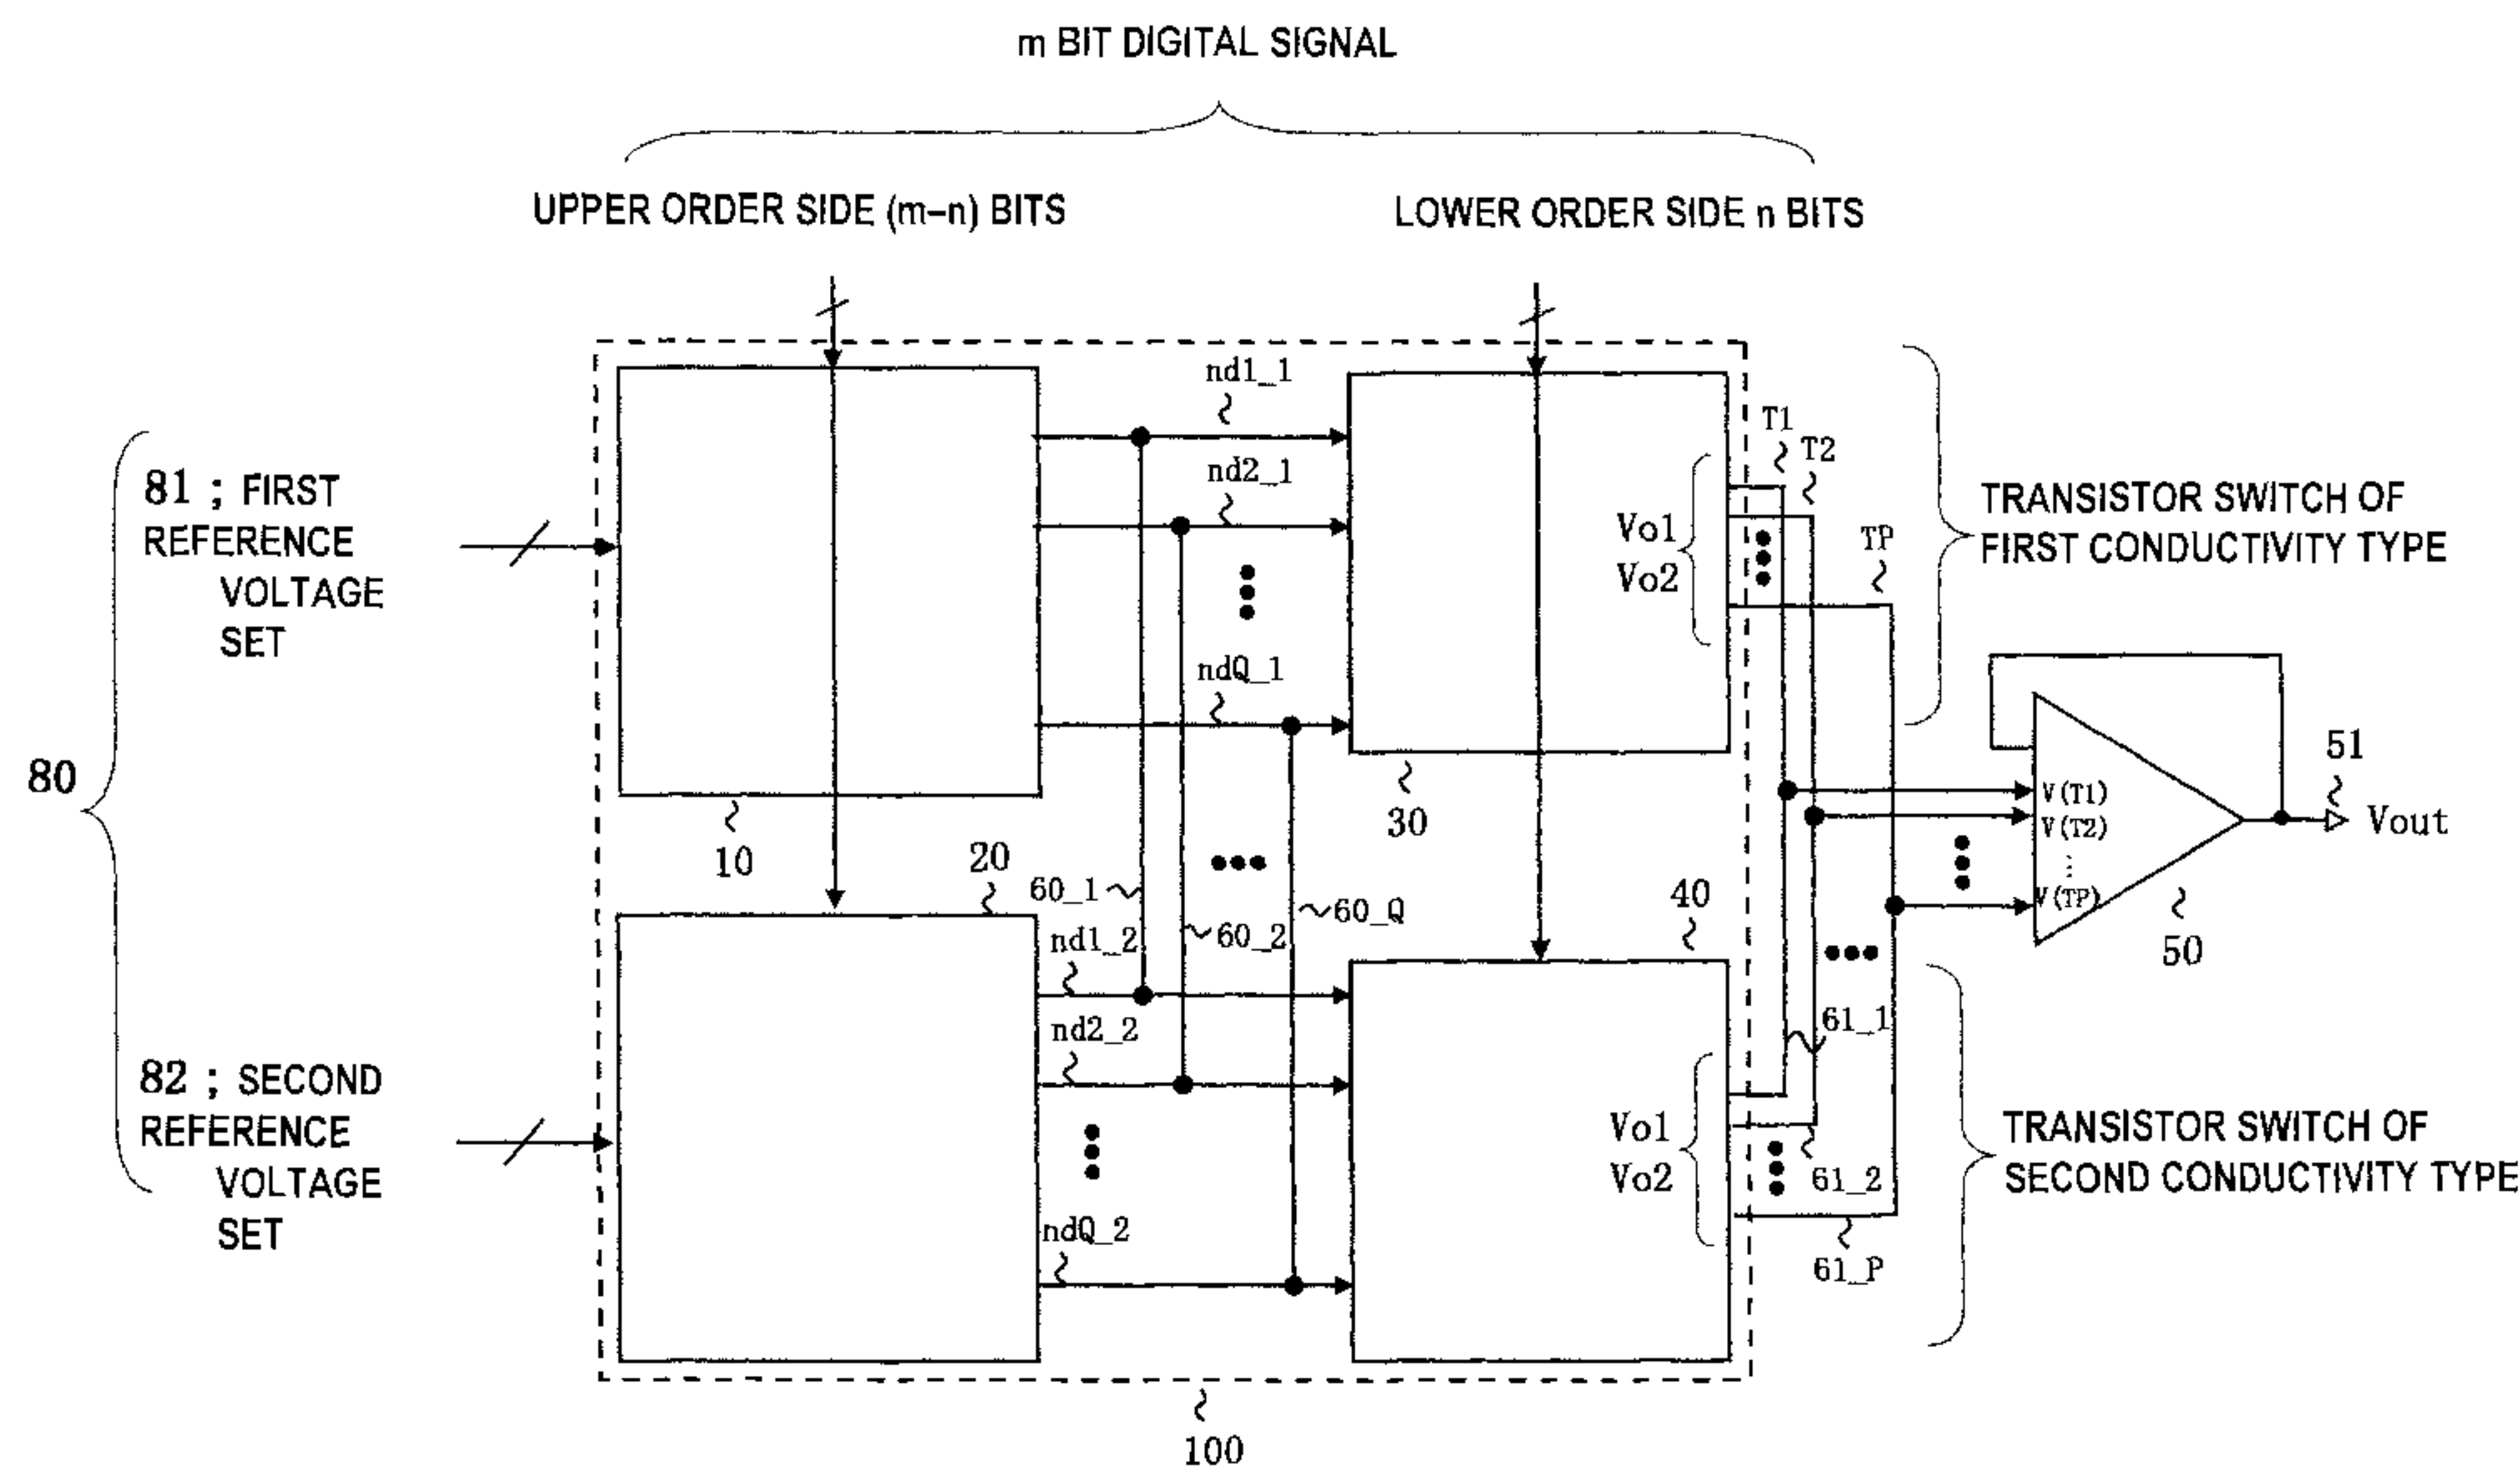 m BIT DIGITAL SIGNAL
UPPER ORDER SIDE (m-n) BITS
LOWER ORDER SIDE n BITS
80
81 ; FIRST
REFERENCE
VOLTAGE
SET
82 ; SECOND
REFERENCE
VOLTAGE
SET
10
20
30
40
nd1_1
nd2_1
ndQ_1
60_1
60_2
60_Q
nd1_2
nd2_2
ndQ_2
Vo1
Vo2
Vo1
Vo2
T1
T2
TP
61_1
61_2
61_P
TRANSISTOR SWITCH OF
FIRST CONDUCTIVITY TYPE
V(T1)
V(T2)
V(TP)
50
51
Vout
TRANSISTOR SWITCH OF
SECOND CONDUCTIVITY TYPE
100